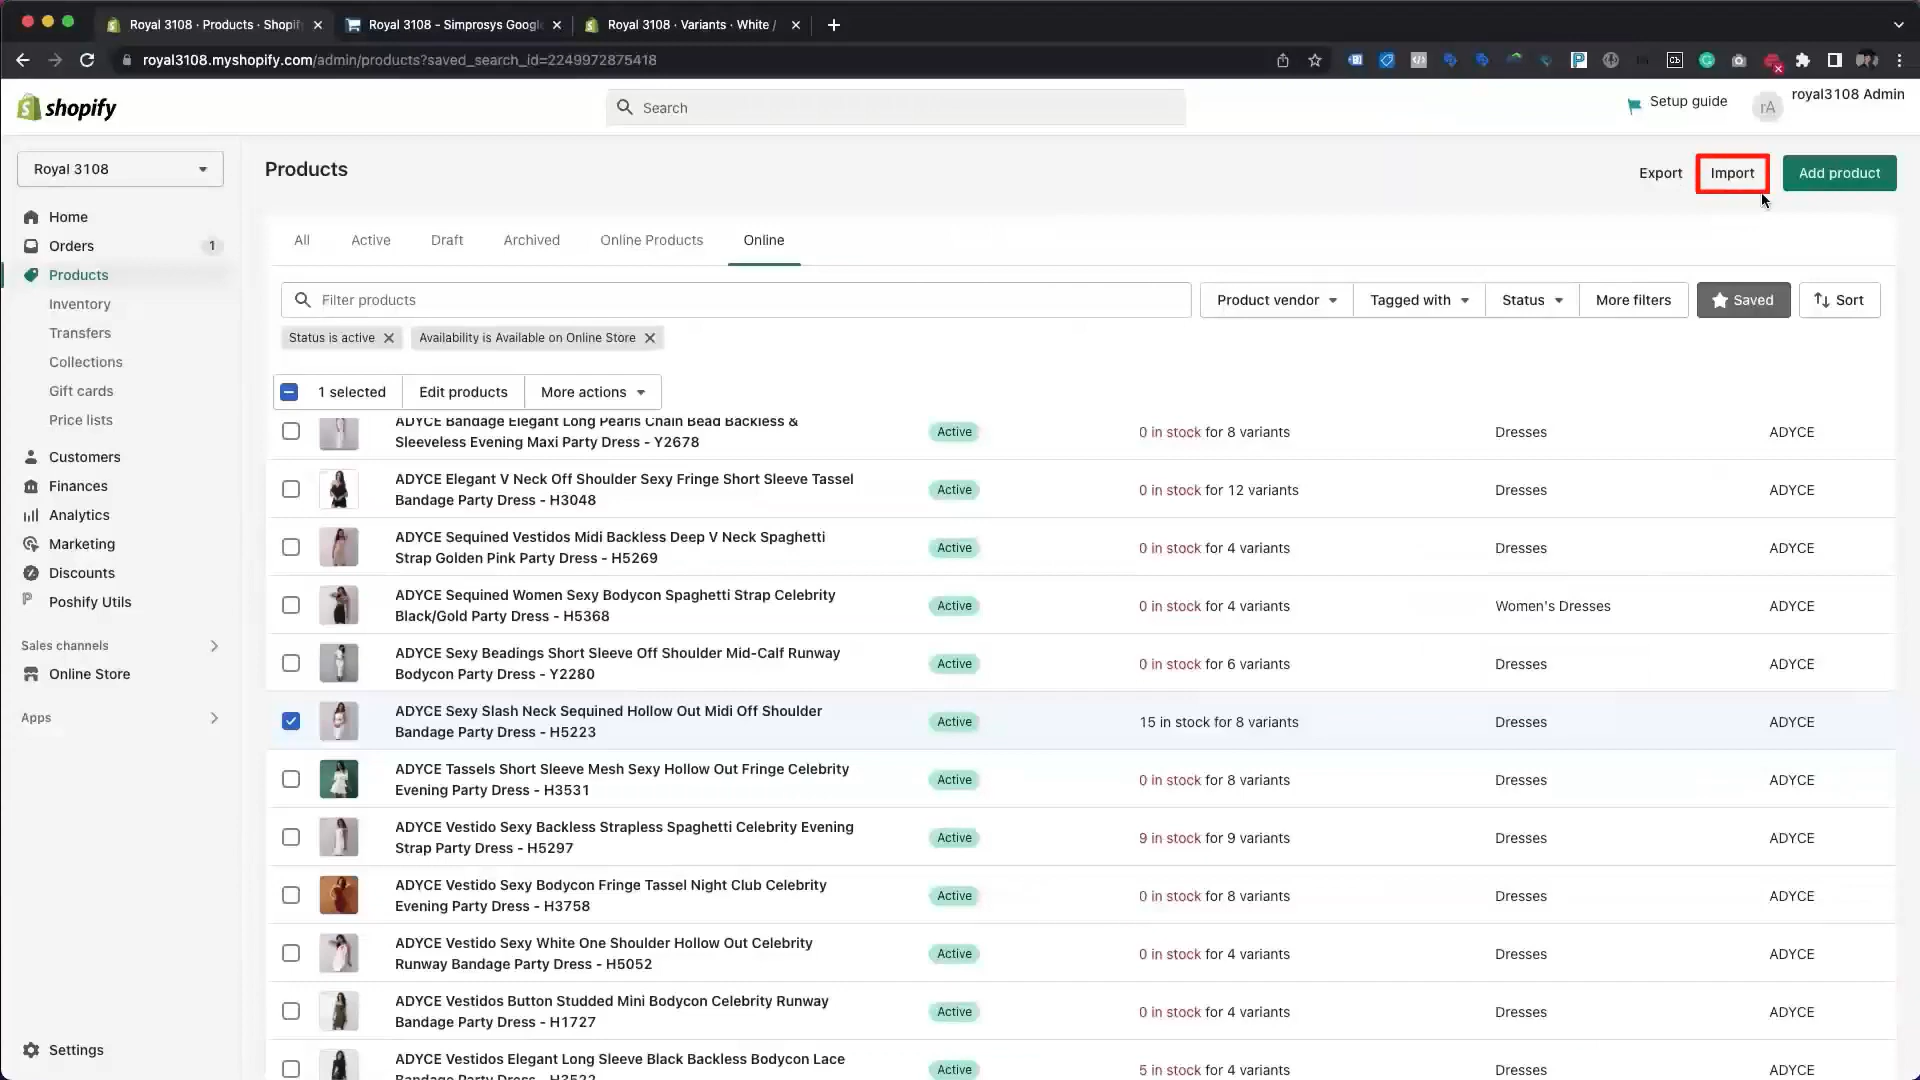 Royal 3108 · Products · Shopif
Royal 3108 - Simprosys Googl
Royal 3108 · Variants · White /
royal3108.myshopify.com/admin/products?saved_search_id=2249972875418
shopify
Search
Setup guide
rA
royal3108 Admin
Royal 3108
Products
Export
Import
Add product
Home
Orders
1
Products
Inventory
Transfers
Collections
Gift cards
Price lists
Customers
Finances
Analytics
Marketing
Discounts
Poshify Utils
Sales channels
Online Store
Apps
Settings
All
Active
Draft
Archived
Online Products
Online
Filter products
Product vendor
Tagged with
Status
More filters
Saved
Sort
Status is active
Availability is Available on Online Store
1 selected
Edit products
More actions
ADYCE Bandage Elegant Long Pearls Chain Bead Backless &
Sleeveless Evening Maxi Party Dress - Y2678
Active
0 in stock for 8 variants
Dresses
ADYCE
ADYCE Elegant V Neck Off Shoulder Sexy Fringe Short Sleeve Tassel
Bandage Party Dress - H3048
Active
0 in stock for 12 variants
Dresses
ADYCE
ADYCE Sequined Vestidos Midi Backless Deep V Neck Spaghetti
Strap Golden Pink Party Dress - H5269
Active
0 in stock for 4 variants
Dresses
ADYCE
ADYCE Sequined Women Sexy Bodycon Spaghetti Strap Celebrity
Black/Gold Party Dress - H5368
Active
0 in stock for 4 variants
Women's Dresses
ADYCE
ADYCE Sexy Beadings Short Sleeve Off Shoulder Mid-Calf Runway
Bodycon Party Dress - Y2280
Active
0 in stock for 6 variants
Dresses
ADYCE
ADYCE Sexy Slash Neck Sequined Hollow Out Midi Off Shoulder
Bandage Party Dress - H5223
Active
15 in stock for 8 variants
Dresses
ADYCE
ADYCE Tassels Short Sleeve Mesh Sexy Hollow Out Fringe Celebrity
Evening Party Dress - H3531
Active
0 in stock for 8 variants
Dresses
ADYCE
ADYCE Vestido Sexy Backless Strapless Spaghetti Celebrity Evening
Strap Party Dress - H5297
Active
9 in stock for 9 variants
Dresses
ADYCE
ADYCE Vestido Sexy Bodycon Fringe Tassel Night Club Celebrity
Evening Party Dress - H3758
Active
0 in stock for 8 variants
Dresses
ADYCE
ADYCE Vestido Sexy White One Shoulder Hollow Out Celebrity
Runway Bandage Party Dress - H5052
Active
0 in stock for 4 variants
Dresses
ADYCE
ADYCE Vestidos Button Studded Mini Bodycon Celebrity Runway
Bandage Party Dress - H1727
Active
0 in stock for 4 variants
Dresses
ADYCE
ADYCE Vestidos Elegant Long Sleeve Black Backless Bodycon Lace
Bandage Party Dress - H3522
Active
5 in stock for 4 variants
Dresses
ADYCE